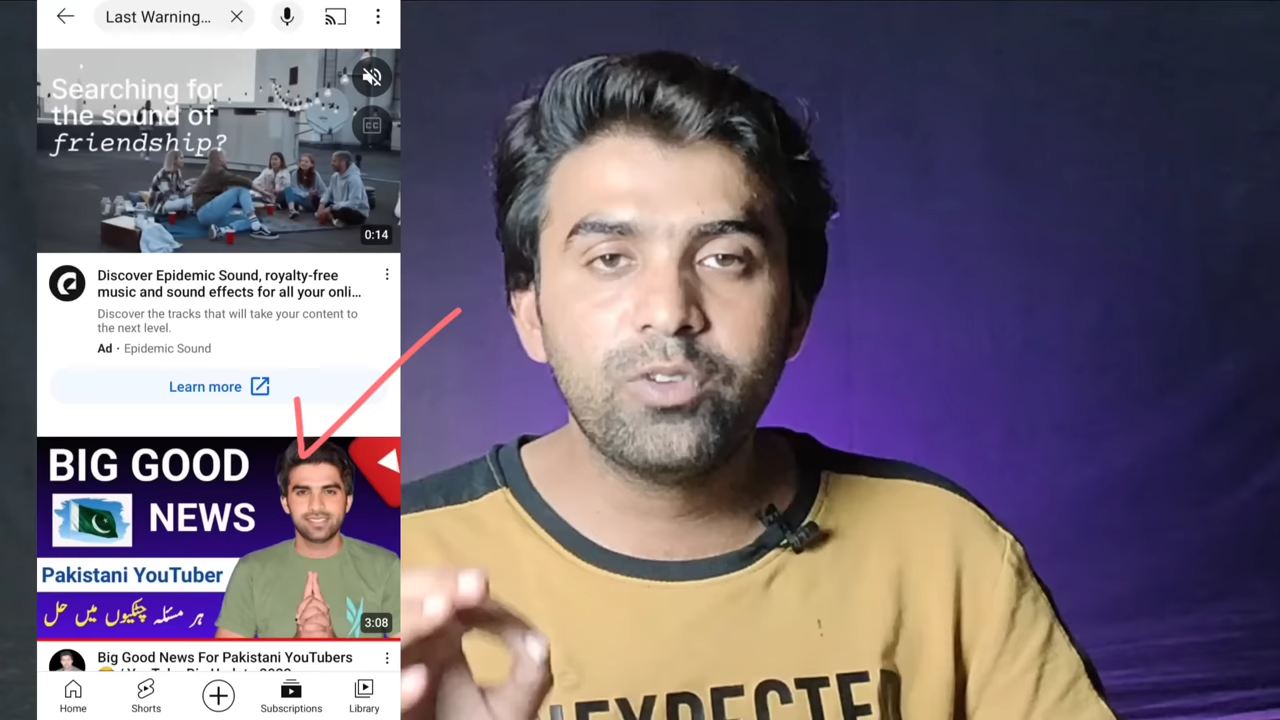 Last Warning...
Searching for
the sound of
friendship?
CC
0:14
Discover Epidemic Sound, royalty-free
music and sound effects for all your onli...
Discover the tracks that will take your content to
the next level.
Ad · Epidemic Sound
Learn more
BIG GOOD
NEWS
Pakistani YouTuber
ہر مسئلہ چٹکیوں میں حل
3:08
Big Good News For Pakistani YouTubers
Home
Shorts
Subscriptions
Library